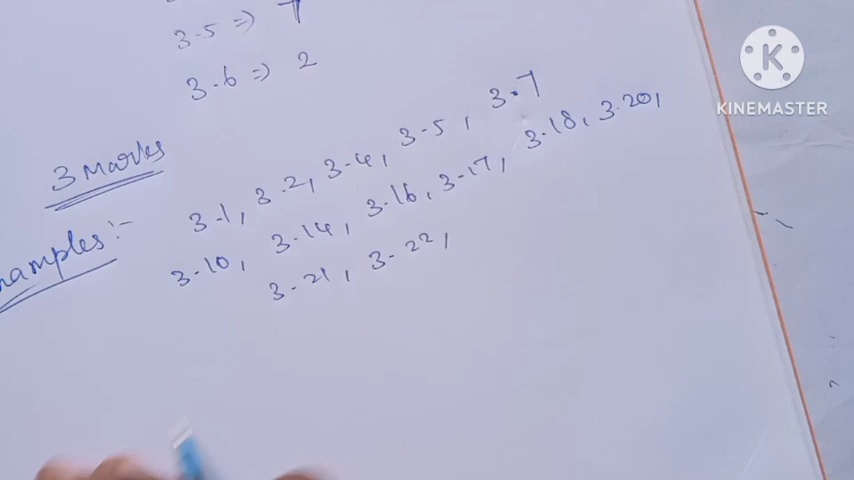 3-5 => 7
3-6 => 2
3 Marks
3-1, 3-2, 3-4, 3-5, 3.7
3-10, 3-14, 3-16, 3-17, 3-18, 3-20,
3-21, 3-22,
KINEMASTER